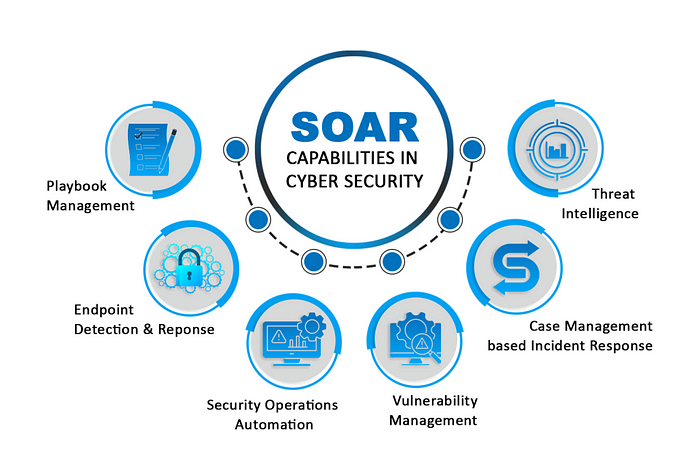 SOAR
CAPABILITIES IN
CYBER SECURITY
Playbook
Management
Endpoint
Detection & Reponse
Security Operations
Automation
Vulnerability
Management
Case Management
based Incident Response
Threat
Intelligence